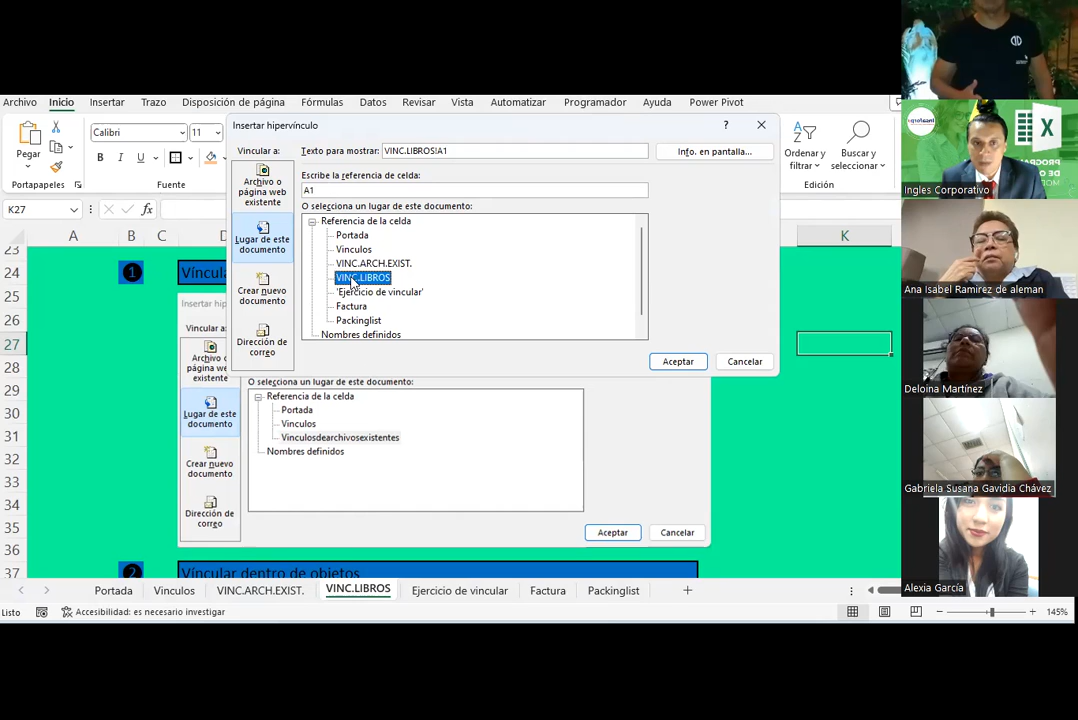 Archivo Inicio Insertar Trazo Disposición de página Fórmulas Datos Revisar Vista Automatizar Programador Ayuda Power Pivot
Insertar hipervínculo ? ×
Pegar
Portapapeles
Calibri 11
N K S
Fuente
Ordenar y filtrar
Buscar y seleccionar
Edición
K27
fx
A B C D K
23
24
25
26
27
28
29
30
31
32
33
34
35
36
37
Vincular a:
Archivo o página web existente
Lugar de este documento
Crear nuevo documento
Dirección de correo
Texto para mostrar: VINC.LIBROS!A1
Info. en pantalla...
Escribe la referencia de celda:
A1
O selecciona un lugar de este documento:
Referencia de la celda
Portada
Vinculos
VINC.ARCH.EXIST.
VINC.LIBROS
'Ejercicio de vincular'
Factura
Packinglist
Nombres definidos
Aceptar Cancelar
1
Víncula
Insertar hip
Vincular a:
Archivo o
página we
existente
Lugar de este documento
Crear nuevo documento
Dirección de correo
O selecciona un lugar de este documento:
Referencia de la celda
Portada
Vinculos
Vinculosdearchivosexistentes
Nombres definidos
Aceptar Cancelar
2 Víncular dentro de objetos
Portada Vinculos VINC.ARCH.EXIST. VINC.LIBROS Ejercicio de vincular Factura Packinglist +
Listo Accesibilidad: es necesario investigar 145%
Ingles Corporativo
Ana Isabel Ramirez de aleman
Deloina Martínez
Gabriela Susana Gavidia Chávez
Alexia García